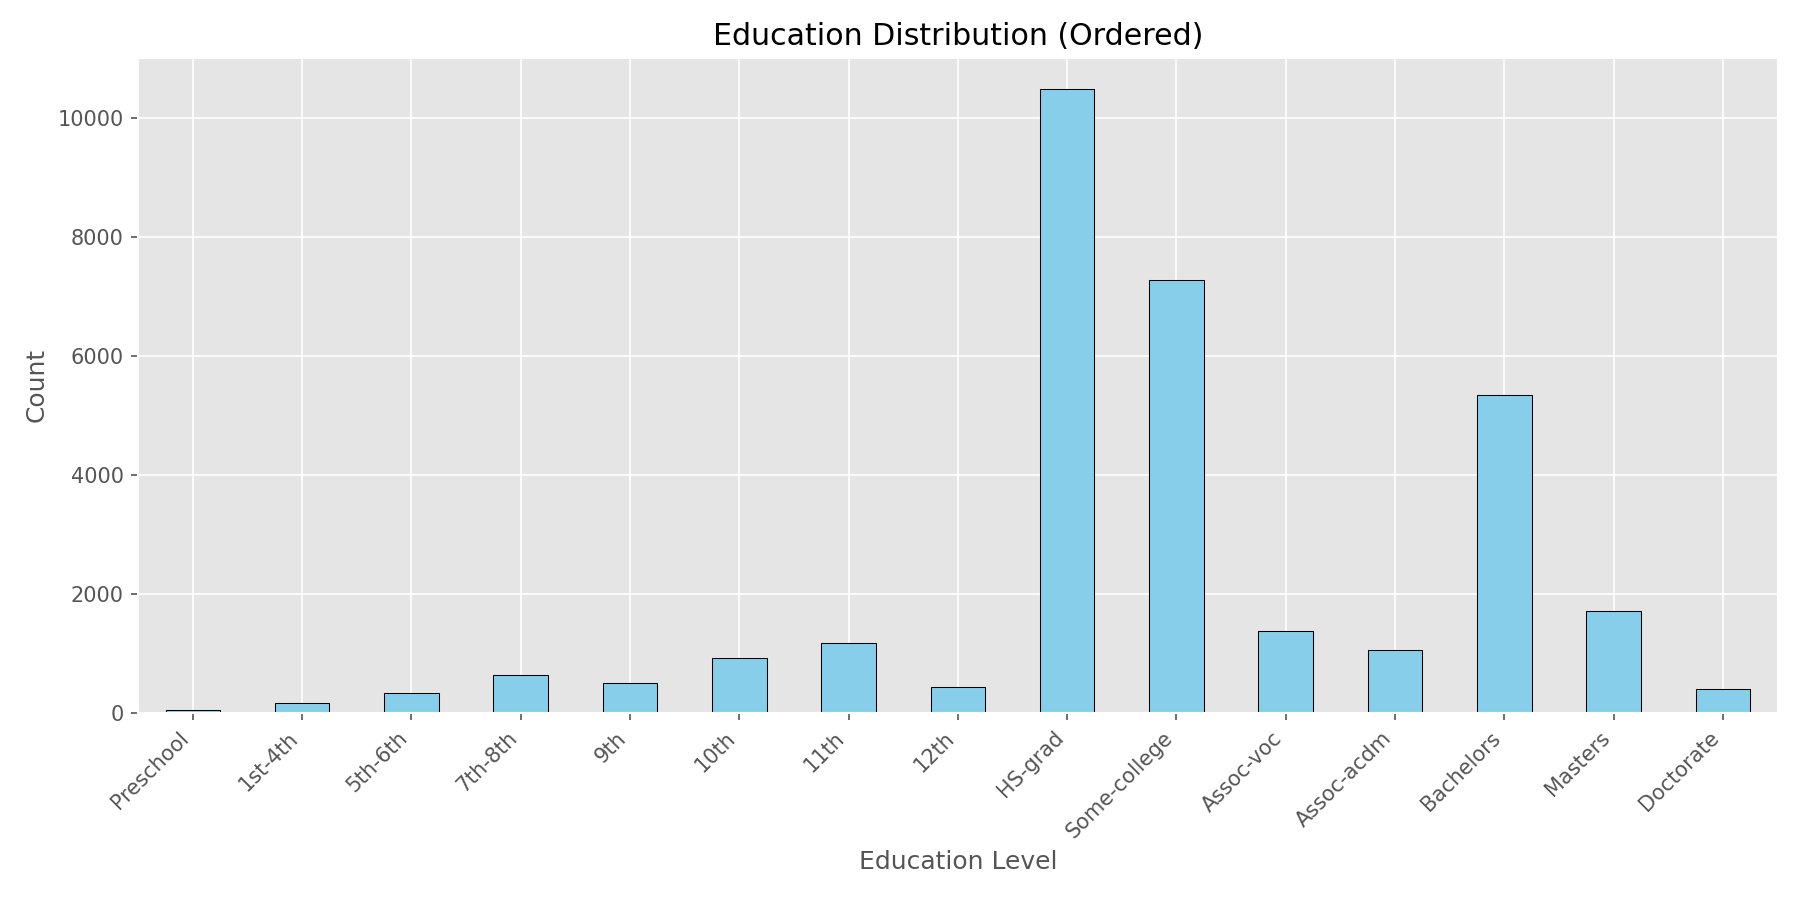 Education Distribution (Ordered)
Count
10000
8000
6000
4000
2000
0
Preschool
1st-4th
5th-6th
7th-8th
9th
10th
11th
12th
HS-grad
Some-college
Assoc-voc
Assoc-acdm
Bachelors
Masters
Doctorate
Education Level